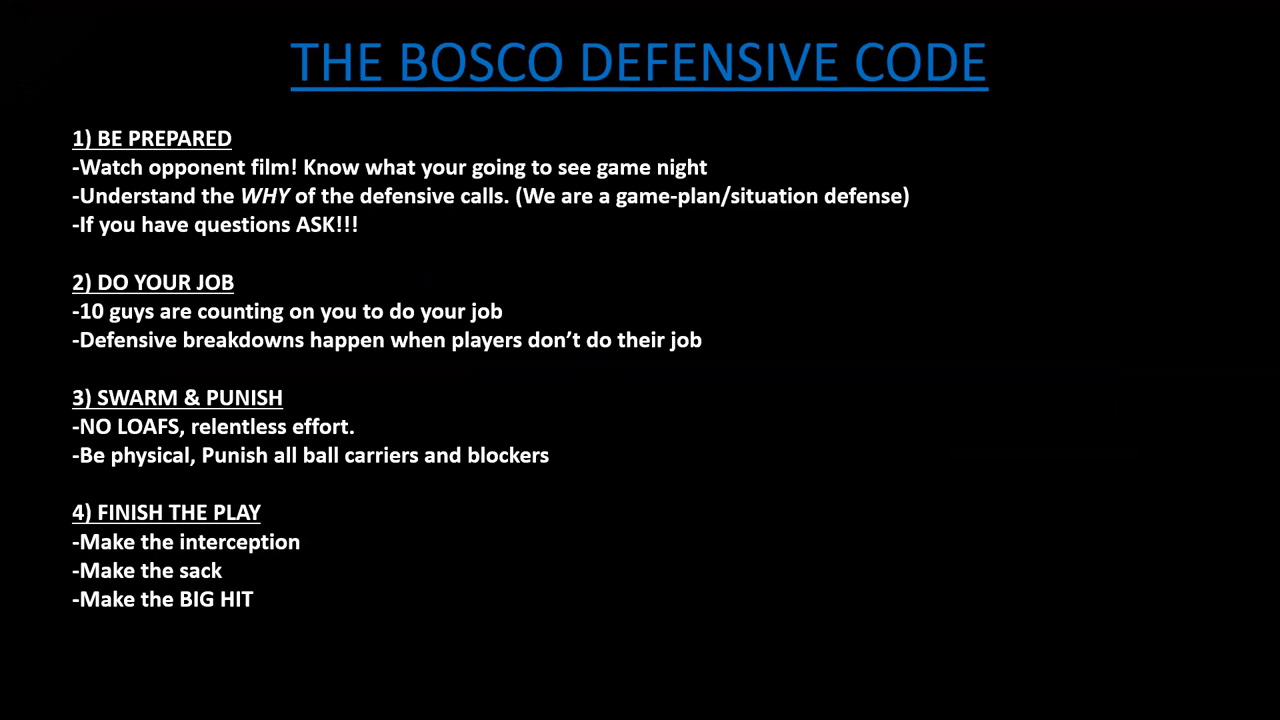 THE BOSCO DEFENSIVE CODE
1) BE PREPARED
-Watch opponent film! Know what your going to see game night
-Understand the WHY of the defensive calls. (We are a game-plan/situation defense)
-If you have questions ASK!!!
2) DO YOUR JOB
-10 guys are counting on you to do your job
-Defensive breakdowns happen when players don’t do their job
3) SWARM & PUNISH
-NO LOAFS, relentless effort.
-Be physical, Punish all ball carriers and blockers
4) FINISH THE PLAY
-Make the interception
-Make the sack
-Make the BIG HIT